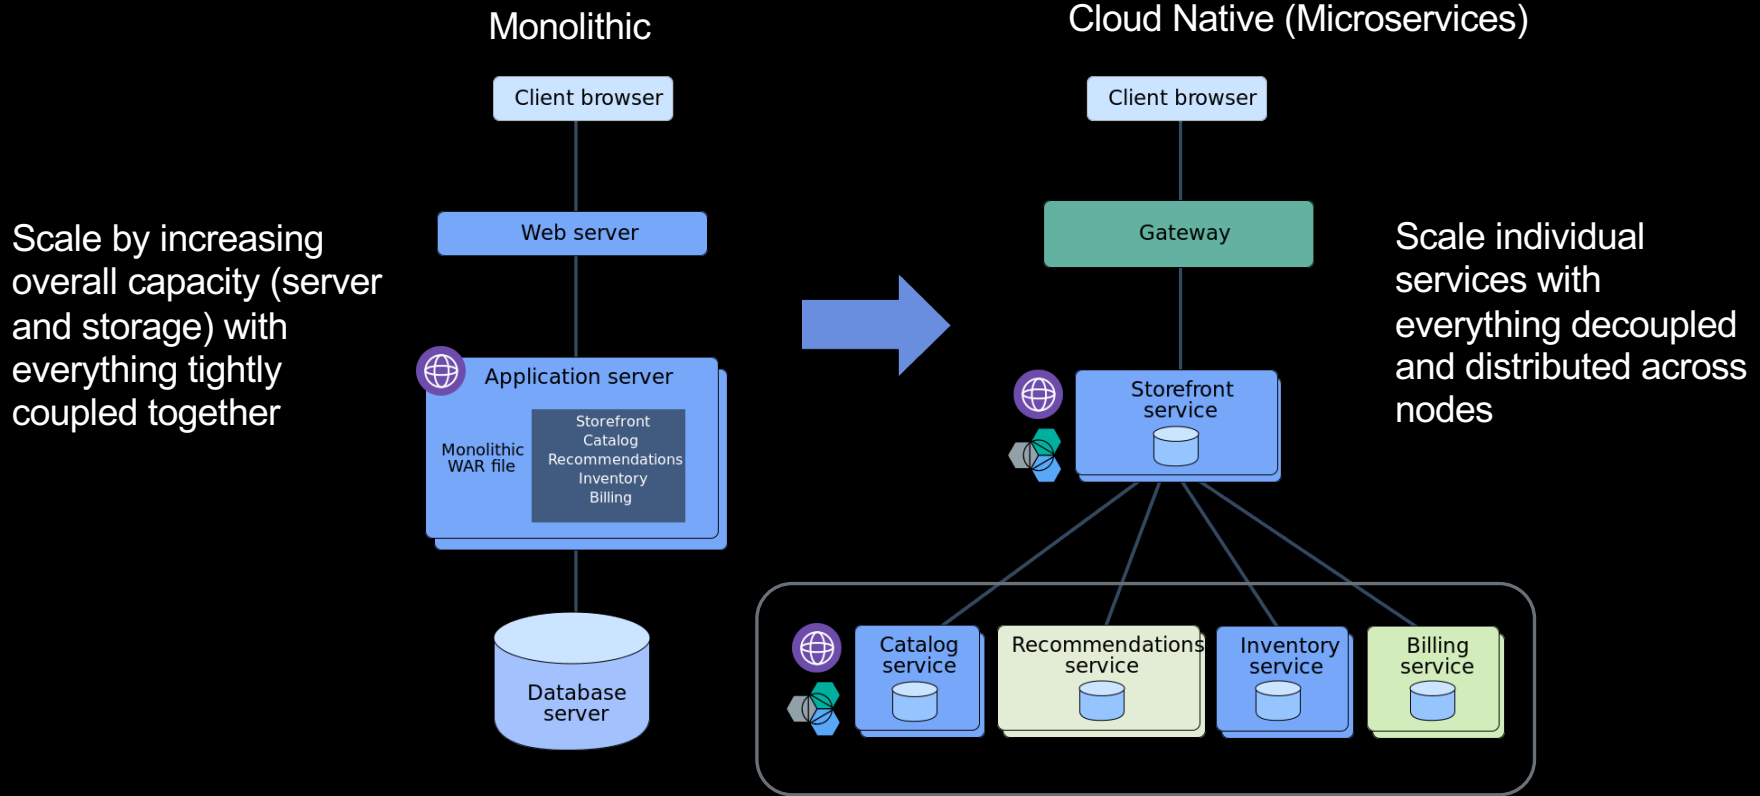 Monolithic
Client browser
Web server
Scale by increasing
overall capacity (server
and storage) with
everything tightly
coupled together
Application server
Monolithic
WAR file
Storefront
Catalog
Recommendations
Inventory
Billing
Database
server
Cloud Native (Microservices)
Client browser
Gateway
Scale individual
services with
everything decoupled
and distributed across
nodes
Storefront
service
Catalog
service
Recommendations
service
Inventory
service
Billing
service